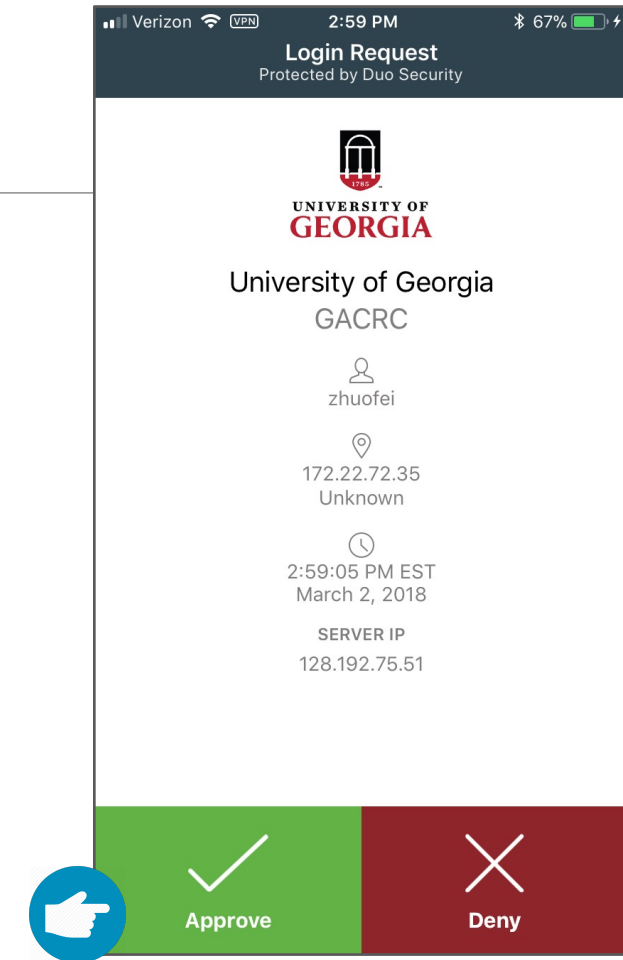 Verizon VPN 2:59 PM 67%
Login Request
Protected by Duo Security
1785
UNIVERSITY OF
GEORGIA
University of Georgia
GACRC
zhuofei
172.22.72.35
Unknown
2:59:05 PM EST
March 2, 2018
SERVER IP
128.192.75.51
Approve Deny